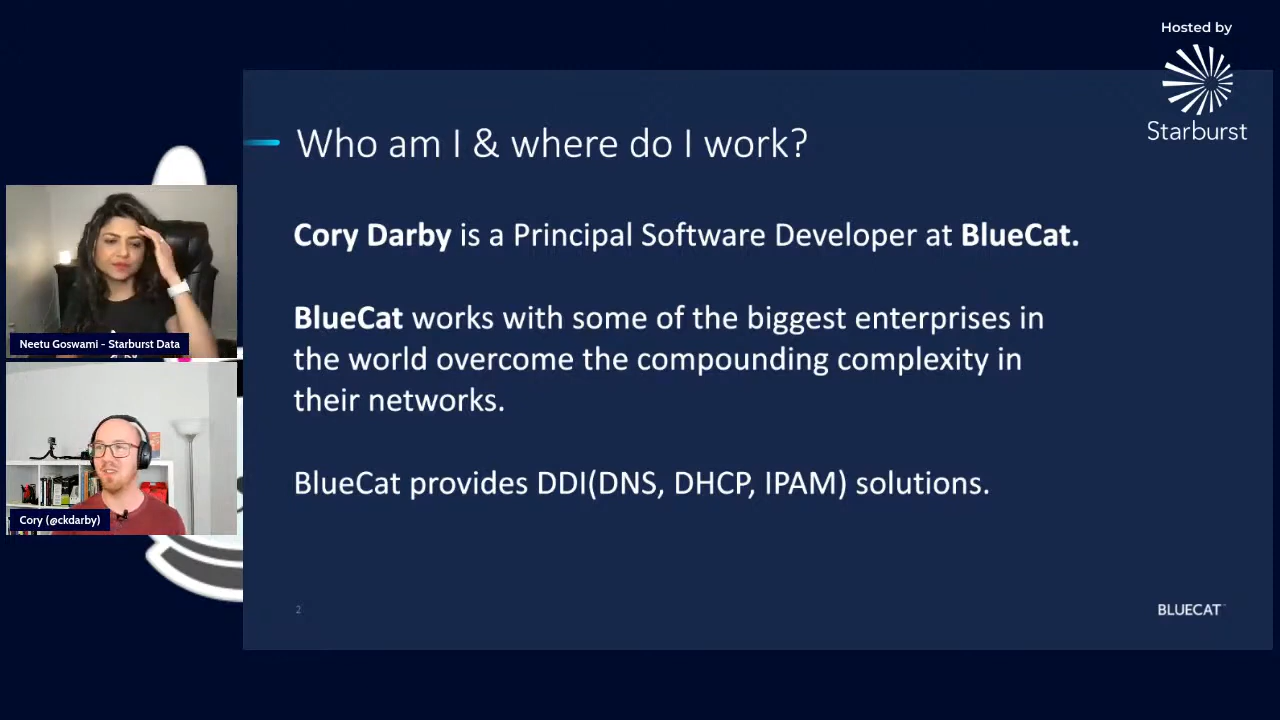 Hosted by
Starburst
Who am I & where do I work?
Cory Darby is a Principal Software Developer at BlueCat.
BlueCat works with some of the biggest enterprises in
the world overcome the compounding complexity in
their networks.
BlueCat provides DDI(DNS, DHCP, IPAM) solutions.
Neetu Goswami - Starburst Data
Cory (@ckdarby)
2
BLUECAT